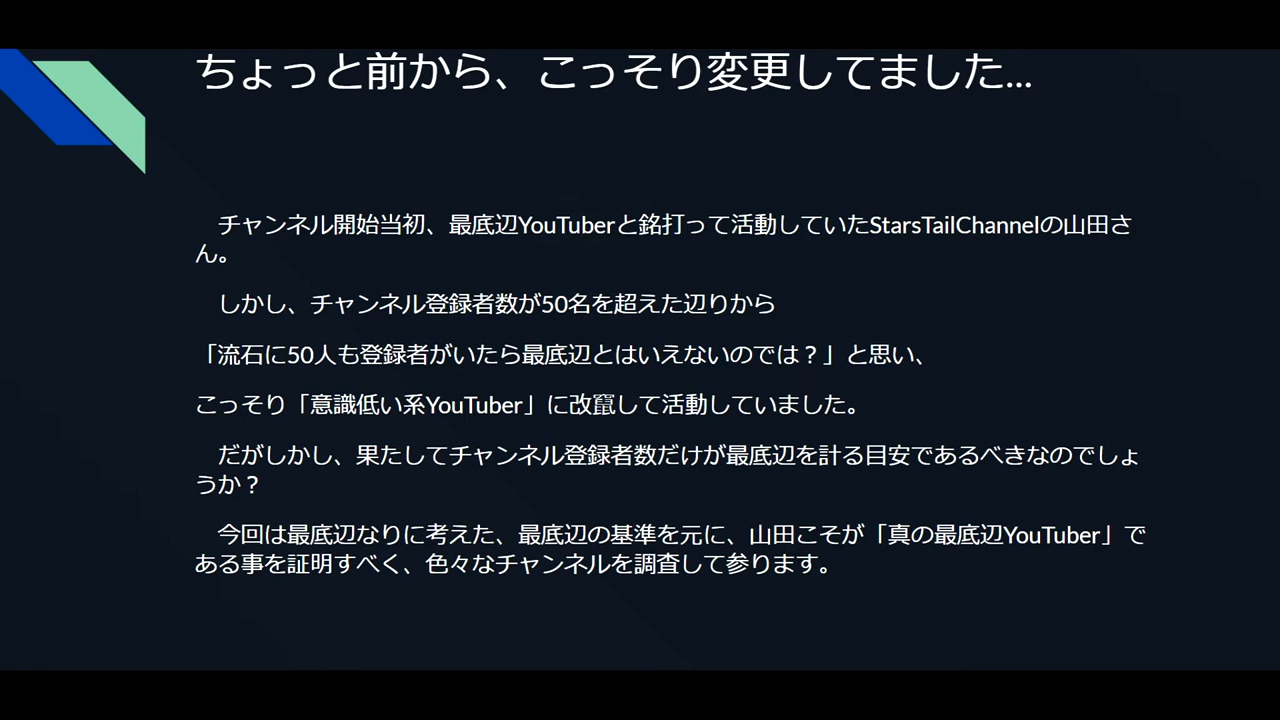 ちょっと前から、こっそり変更してました...
　チャンネル開始当初、最底辺YouTuberと銘打って活動していたStarsTailChannelの山田さ
ん。
　しかし、チャンネル登録者数が50名を超えた辺りから
「流石に50人も登録者がいたら最底辺とはいえないのでは？」と思い、
こっそり「意識低い系YouTuber」に改竄して活動していました。
　だがしかし、果たしてチャンネル登録者数だけが最底辺を計る目安であるべきなのでしょ
うか？
　今回は最底辺なりに考えた、最底辺の基準を元に、山田こそが「真の最底辺YouTuber」で
ある事を証明すべく、色々なチャンネルを調査して参ります。